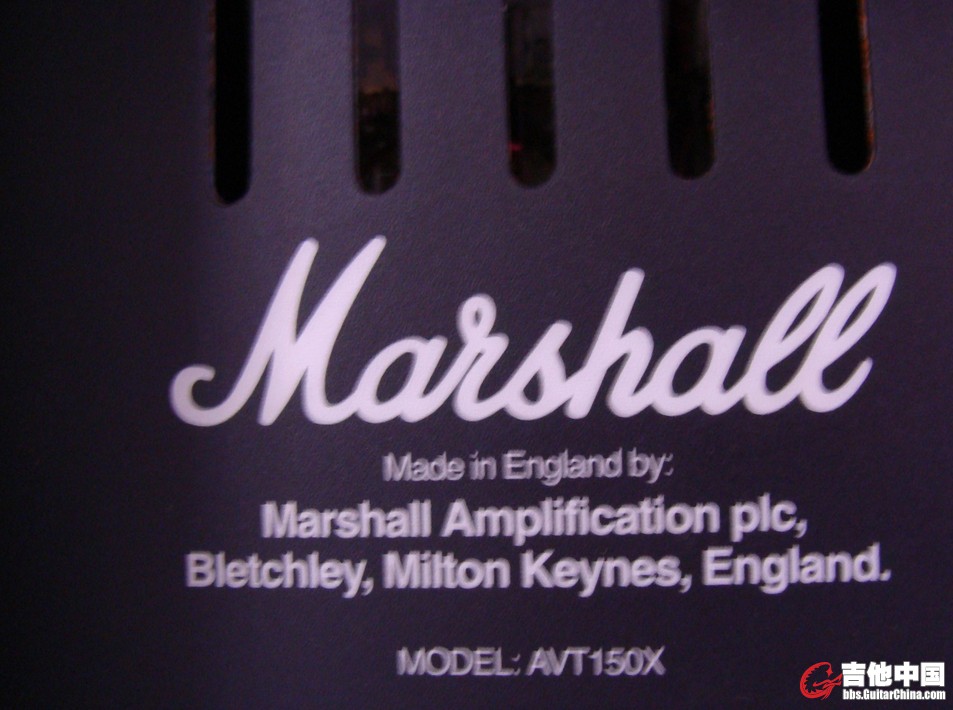 Marshall
Made in England by:
Marshall Amplification plc,
Bletchley, Milton Keynes, England.
MODEL: AVT150X
吉他中国
bbs.GuitarChina.com